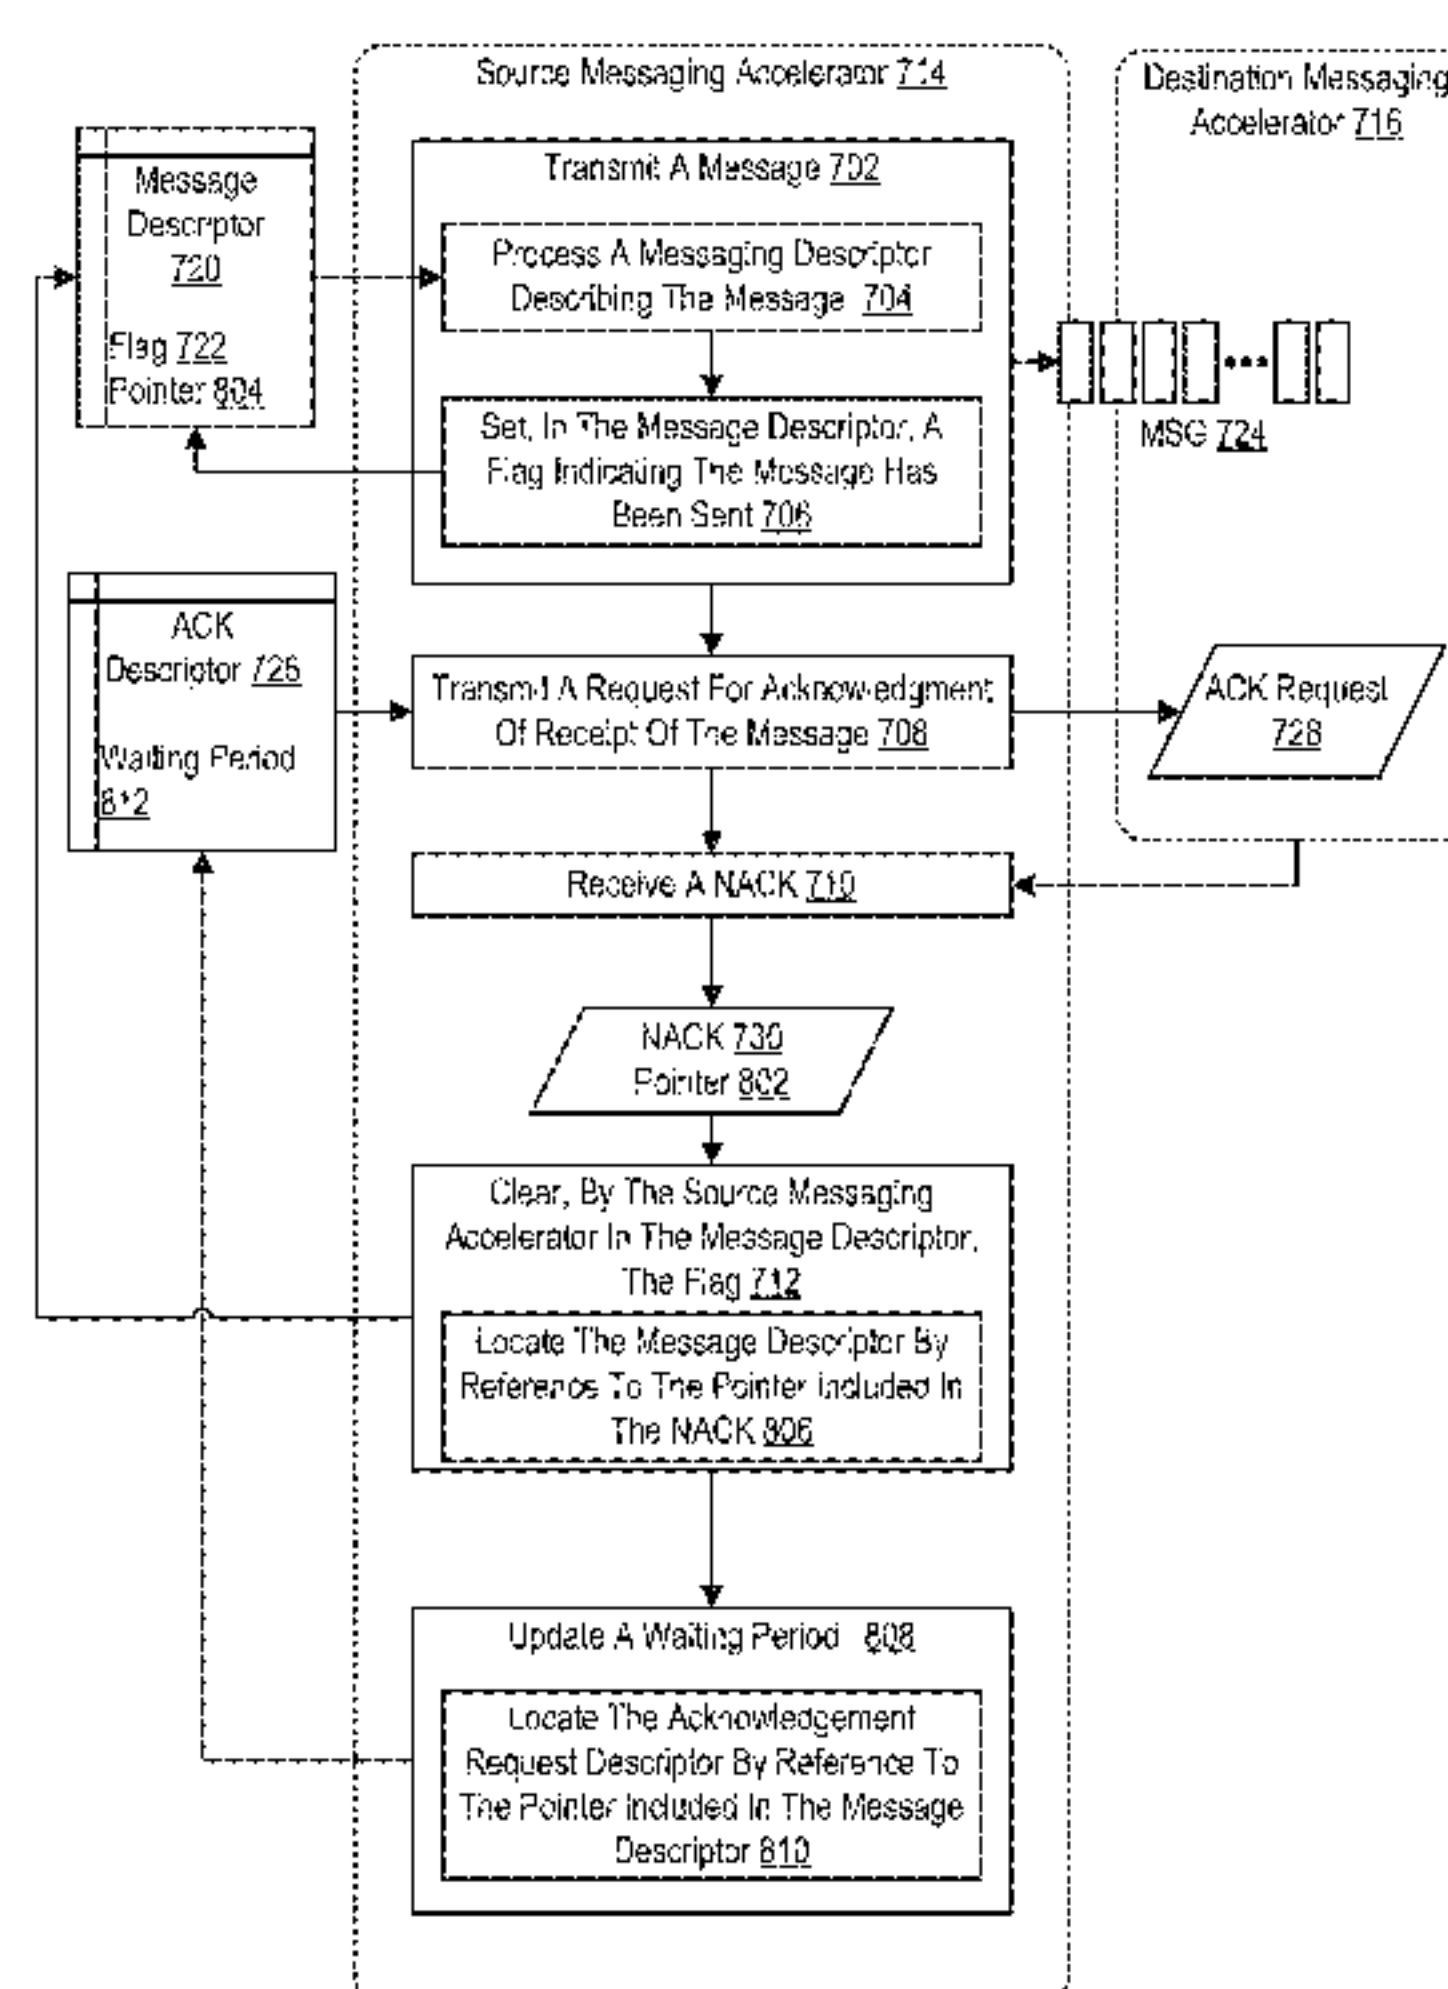 Source Messaging Accelerator 714
Destination Messaging
Accelerator 716
Message
Descriptor
720
Flag 722
Pointer 804
Transmit A Message 702
Process A Messaging Descriptor
Describing The Message 704
Set, In The Message Descriptor, A
Flag Indicating The Message Has
Been Sent 706
MSG 724
ACK
Descriptor 726
Waiting Period
812
Transmit A Request For Acknowledgment
Of Receipt Of The Message 708
ACK Request
728
Receive A NACK 710
NACK 730
Pointer 802
Clear, By The Source Messaging
Accelerator In The Message Descriptor,
The Flag 712
Locate The Message Descriptor By
Reference To The Pointer Included In
The NACK 806
Update A Waiting Period 808
Locate The Acknowledgement
Request Descriptor By Reference To
The Pointer Included In The Message
Descriptor 810